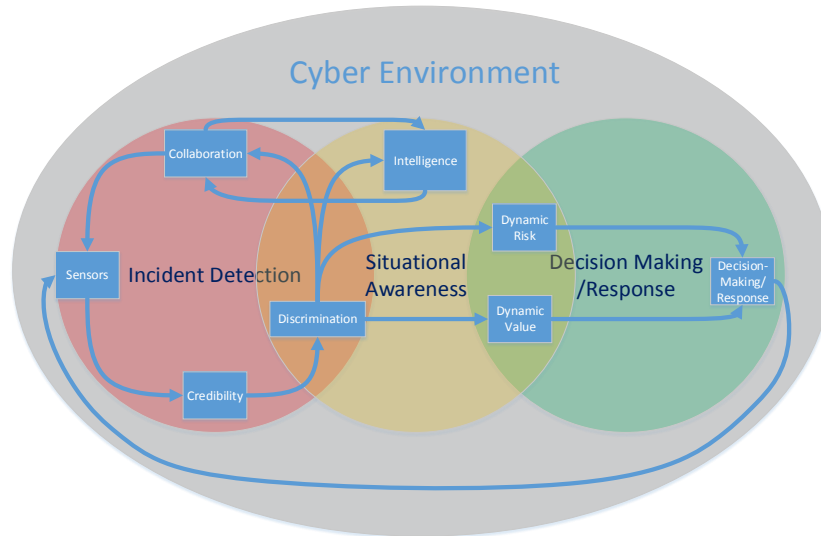 Cyber Environment
Collaboration
Intelligence
Dynamic
Risk
Sensors
Incident Detection
Situational
Awareness
Decision Making
/Response
Decision-
Making/
Response
Discrimination
Dynamic
Value
Credibility